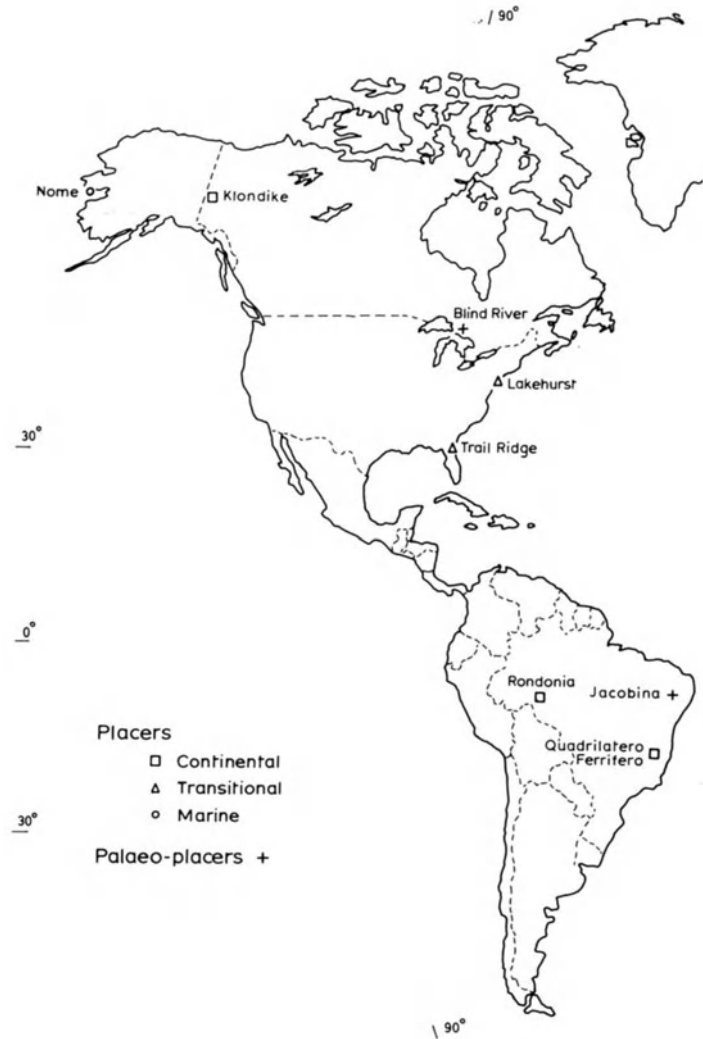 90°
Nome
Klondike
Blind River
Lakehurst
30°
Trail Ridge
0°
Rondonia
Jacobina
Quadrilatero
Ferrifero
Placers
Continental
Transitional
Marine
30°
Palaeo-placers +
90°